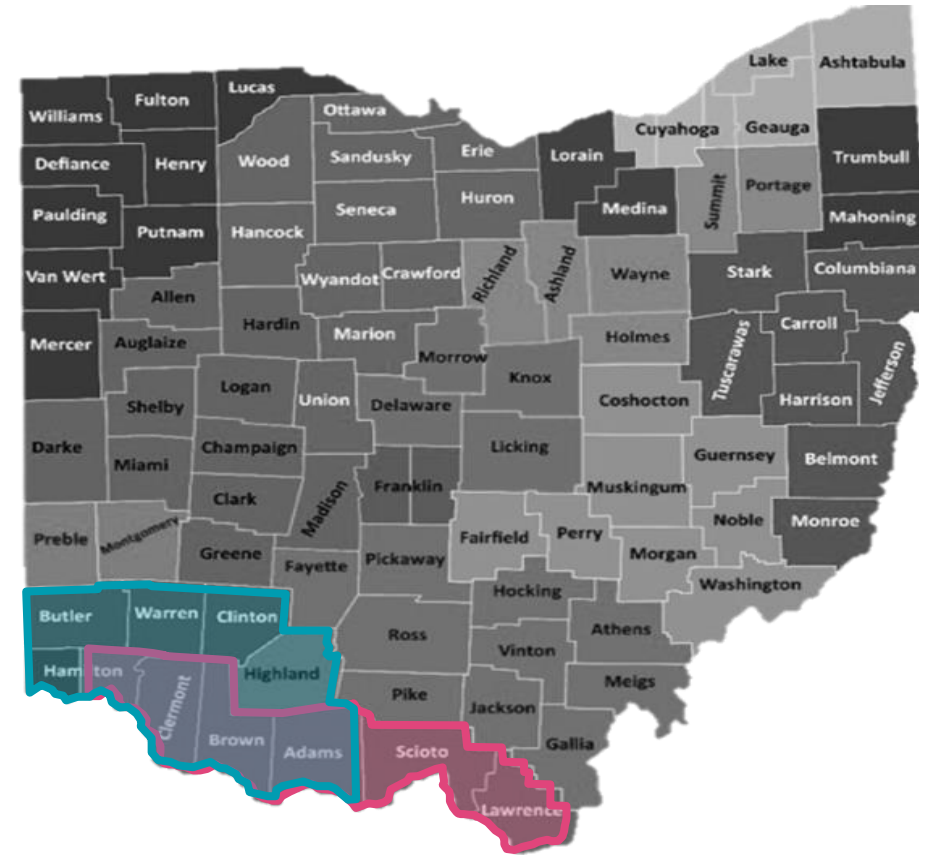 Lake
Ashtabula
Lucas
Fulton
Williams
Ottawa
Cuyahoga
Geauga
Defiance
Henry
Wood
Sandusky
Erie
Lorain
Trumbull
Paulding
Seneca
Huron
Medina
Summit
Portage
Putnam
Hancock
Mahoning
Van Wert
Wyandot
Crawford
Richland
Ashland
Wayne
Stark
Columbiana
Allen
Mercer
Auglaize
Hardin
Marion
Morrow
Holmes
Tuscarawas
Carroll
Jefferson
Logan
Union
Knox
Shelby
Delaware
Coshocton
Harrison
Darke
Miami
Champaign
Licking
Guernsey
Belmont
Clark
Madison
Franklin
Muskingum
Preble
Montgomery
Greene
Fayette
Pickaway
Fairfield
Perry
Morgan
Noble
Monroe
Hocking
Washington
Butler
Warren
Clinton
Ross
Vinton
Athens
Hamilton
Clermont
Highland
Pike
Jackson
Meigs
Brown
Adams
Scioto
Gallia
Lawrence